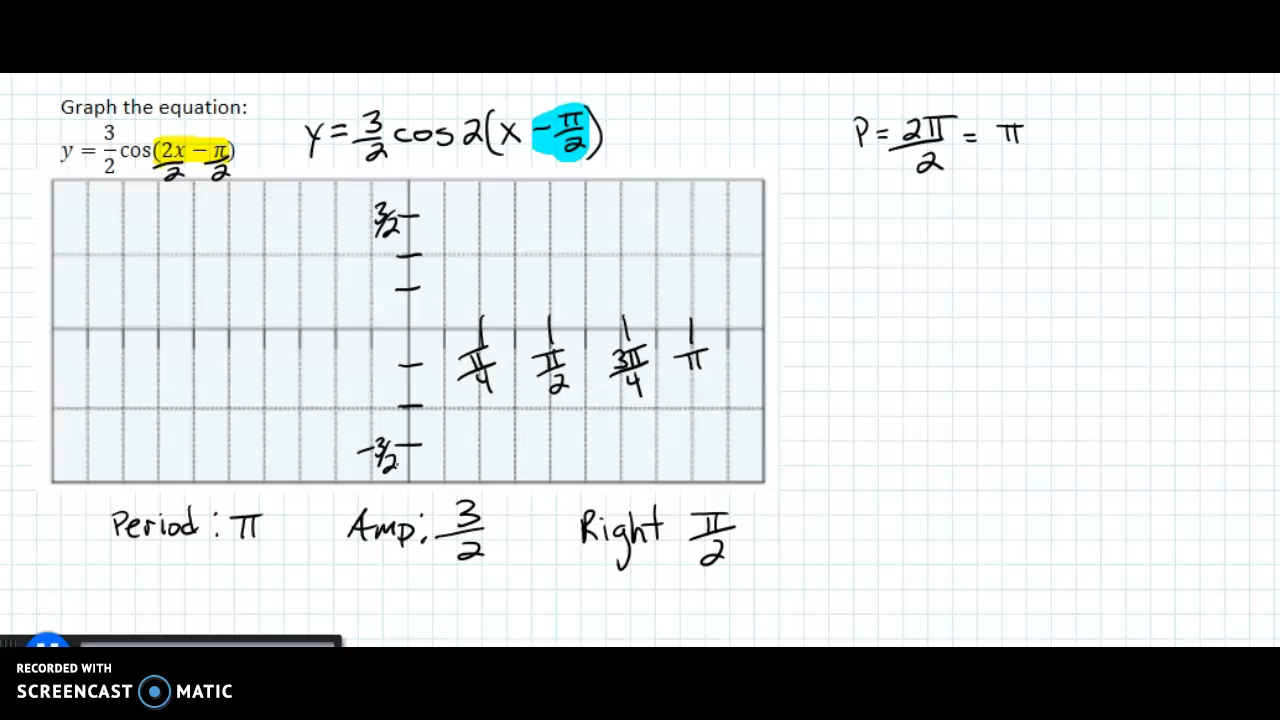 Graph the equation:
y = 3/2 cos(2x − π)
2 2
y = 3/2 cos 2(x − π/2)
P = 2π/2 = π
3/2
π/4 π/2 3π/4 π
−3/2
Period: π Amp: 3/2 Right π/2
RECORDED WITH
SCREENCAST MATIC